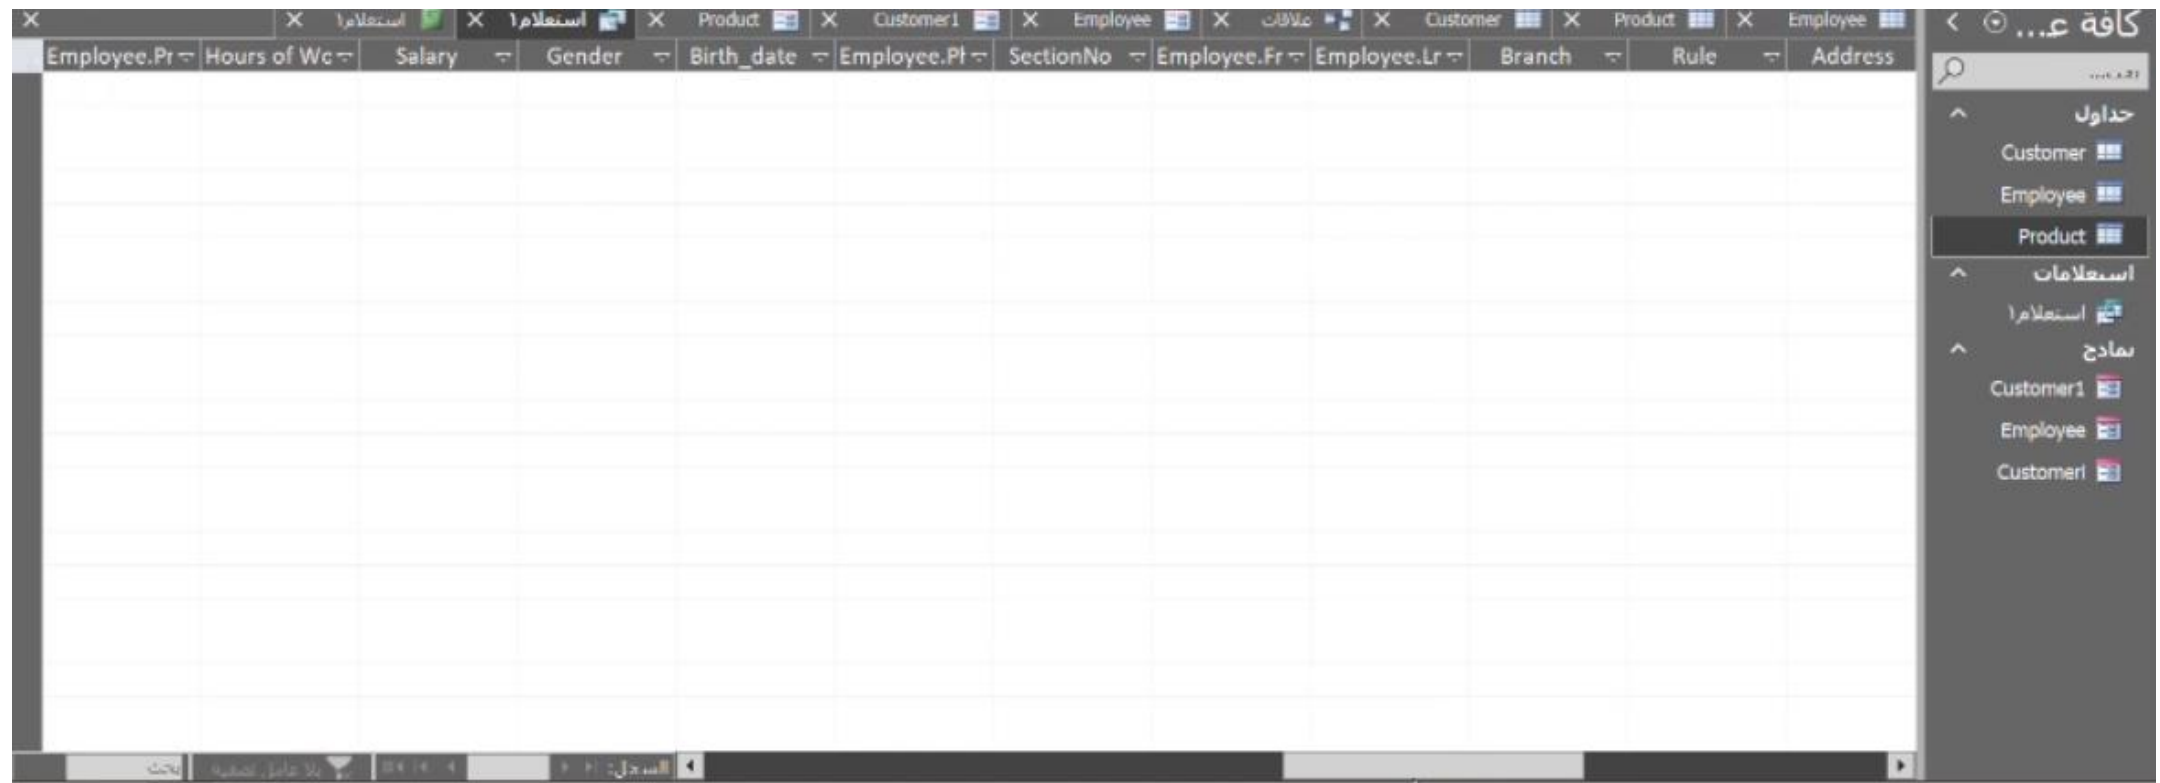 كافة ع...
Employee
Product
Customer
علاقات
Employee
Customer1
Product
استعلام١
استعلام١
Address
Rule
Branch
Employee.Lr
Employee.Fr
SectionNo
Employee.Pl
Birth_date
Gender
Salary
Hours of Wc
Employee.Pr
جداول
Customer
Employee
Product
استعلامات
استعلام١
نماذج
Customer1
Employee
السجل:
بلا عامل تصفية
بحث